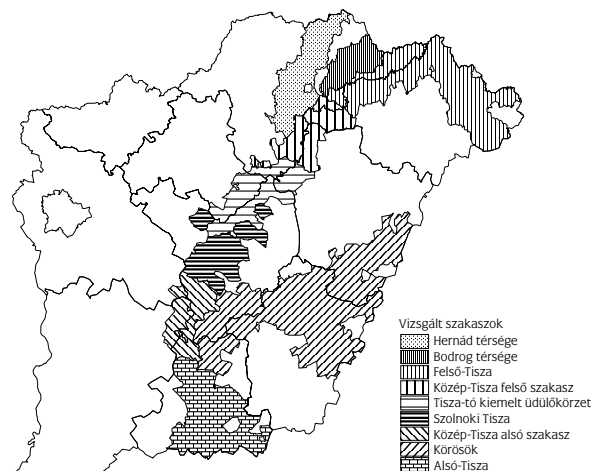 Vizsgált szakaszok
Hernád térsége
Bodrog térsége
Felső-Tisza
Közép-Tisza felső szakasz
Tisza-tó kiemelt üdülőkörzet
Szolnoki Tisza
Közép-Tisza alsó szakasz
Körösök
Alsó-Tisza